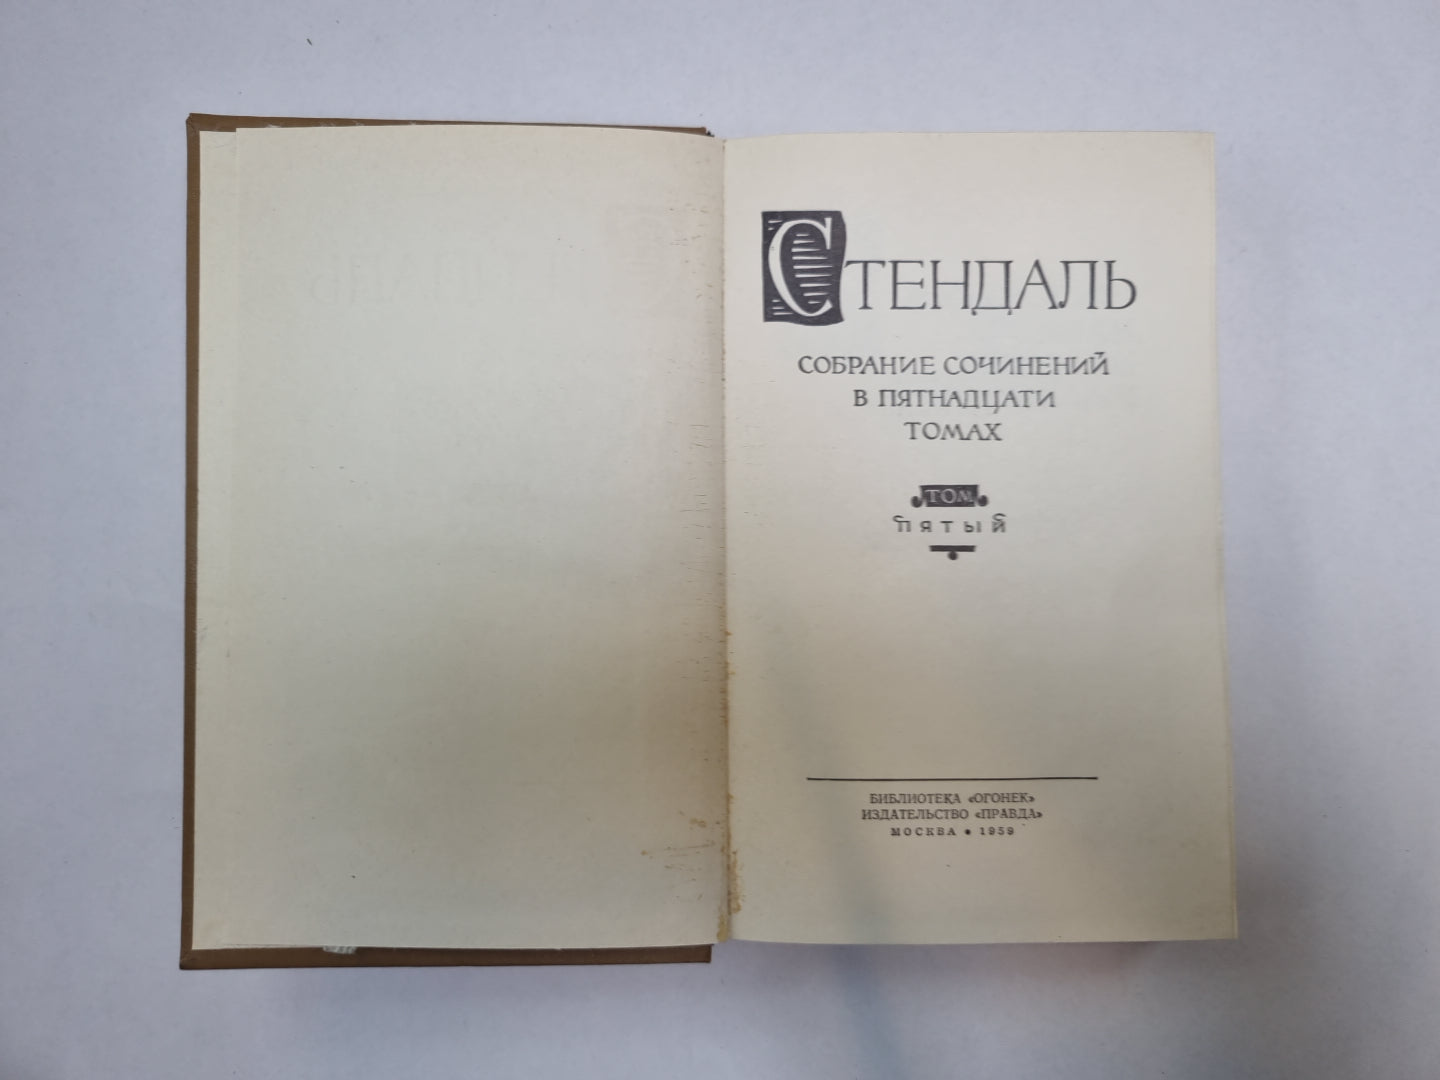 СТЕНДАЛЬ
СОБРАНИЕ СОЧИНЕНИЙ
В ПЯТНАДЦАТИ
ТОМАХ
ТОМ
ПЯТЫЙ
БИБЛИОТЕКА «ОГОНЕК»
ИЗДАТЕЛЬСТВО «ПРАВДА»
МОСКВА • 1959